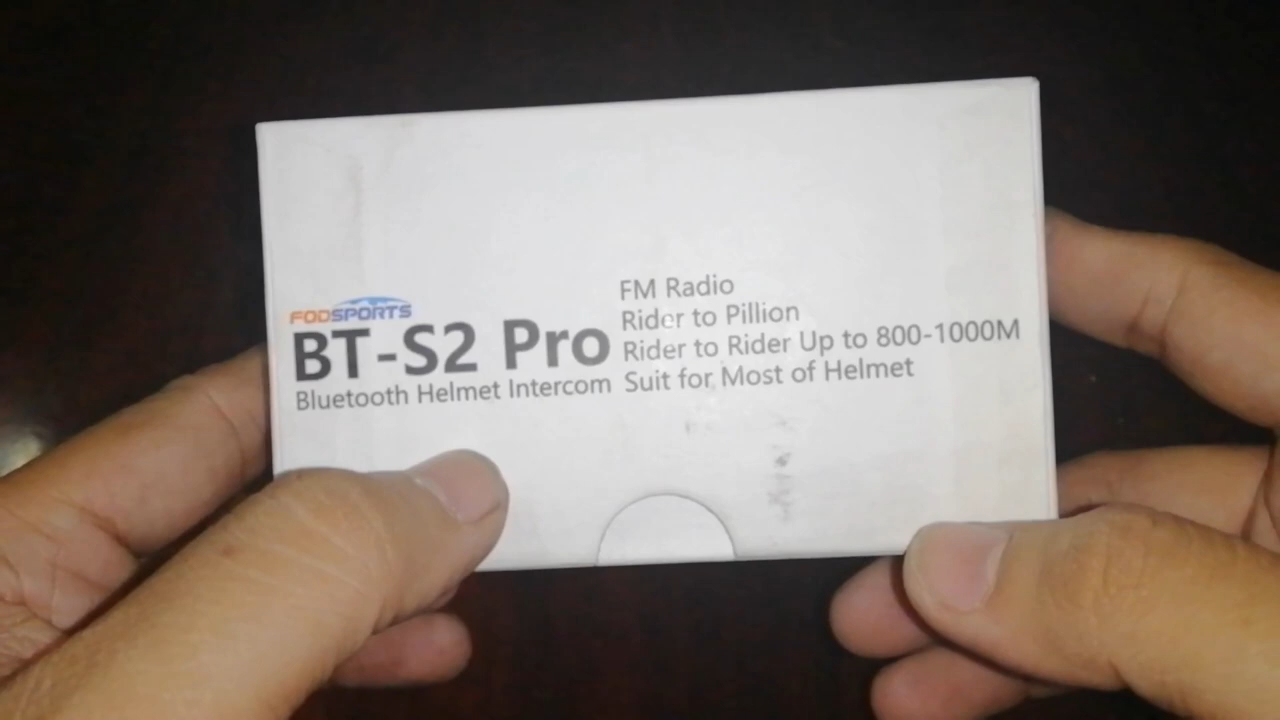 FODSPORTS
BT-S2 Pro
Bluetooth Helmet Intercom
FM Radio
Rider to Pillion
Rider to Rider Up to 800-1000M
Suit for Most of Helmet